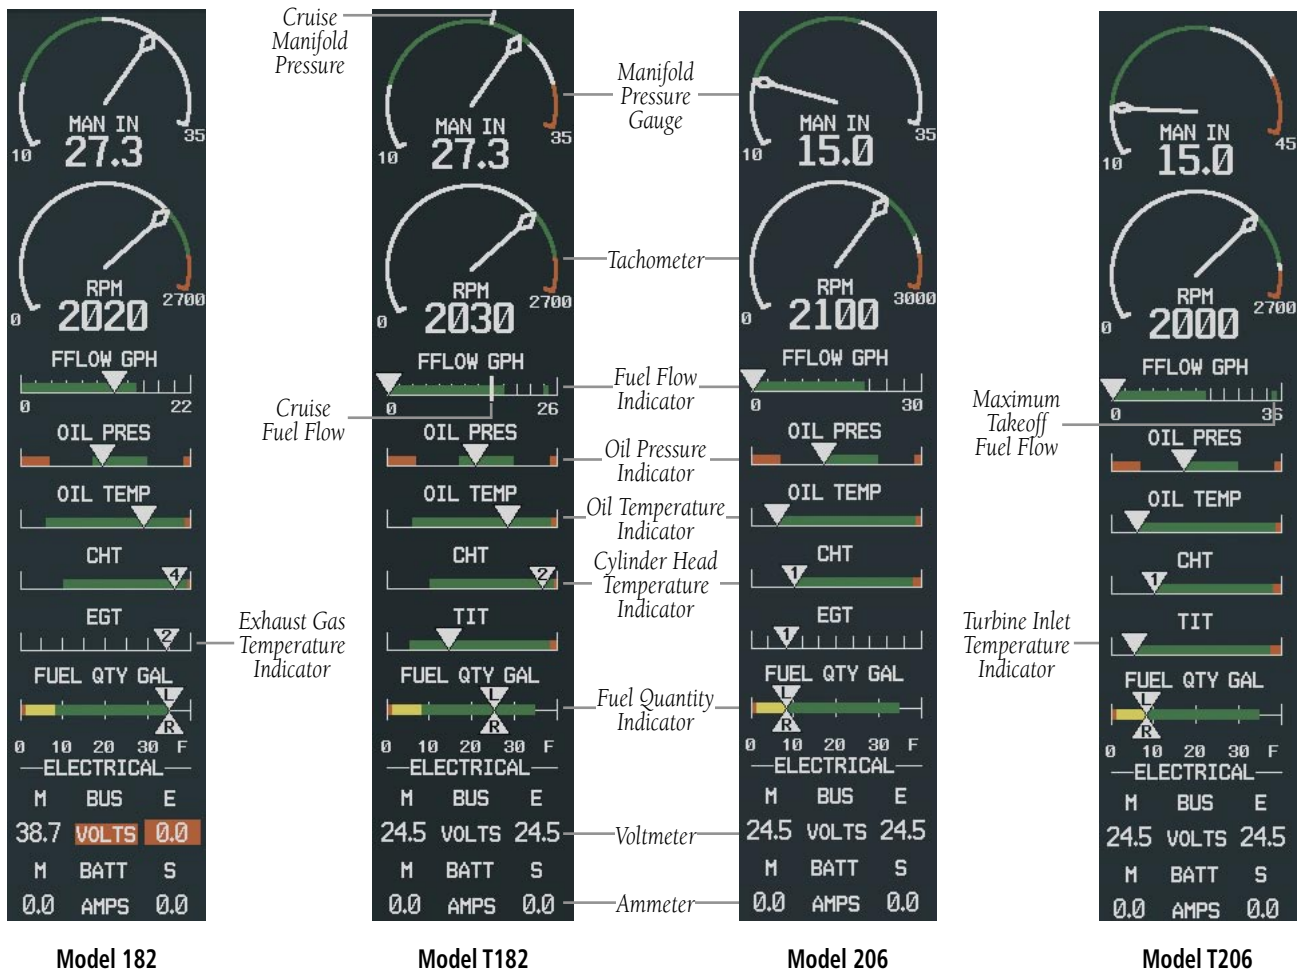 Cruise
Manifold
Pressure
Manifold
Pressure
Gauge
Tachometer
Fuel Flow
Indicator
Cruise
Fuel Flow
Maximum
Takeoff
Fuel Flow
Oil Pressure
Indicator
Oil Temperature
Indicator
Cylinder Head
Temperature
Indicator
Exhaust Gas
Temperature
Indicator
Turbine Inlet
Temperature
Indicator
Fuel Quantity
Indicator
Voltmeter
Ammeter
MAN IN
10 27.3 35
RPM
0 2020 2700
FFLOW GPH
0 22
OIL PRES
OIL TEMP
CHT
4
EGT
2
FUEL QTY GAL
L
R
0 10 20 30 F
ELECTRICAL
M BUS E
38.7 VOLTS 0.0
M BATT S
0.0 AMPS 0.0
Model 182
MAN IN
10 27.3 35
RPM
0 2030 2700
FFLOW GPH
0 26
OIL PRES
OIL TEMP
CHT
2
TIT
FUEL QTY GAL
L
R
0 10 20 30 F
ELECTRICAL
M BUS E
24.5 VOLTS 24.5
M BATT S
0.0 AMPS 0.0
Model T182
MAN IN
10 15.0 35
RPM
0 2100 3000
FFLOW GPH
0 30
OIL PRES
OIL TEMP
CHT
1
EGT
1
FUEL QTY GAL
L
R
0 10 20 30 F
ELECTRICAL
M BUS E
24.5 VOLTS 24.5
M BATT S
0.0 AMPS 0.0
Model 206
MAN IN
10 15.0 45
RPM
0 2000 2700
FFLOW GPH
0 36
OIL PRES
OIL TEMP
CHT
1
TIT
FUEL QTY GAL
L
R
0 10 20 30 F
ELECTRICAL
M BUS E
24.5 VOLTS 24.5
M BATT S
0.0 AMPS 0.0
Model T206